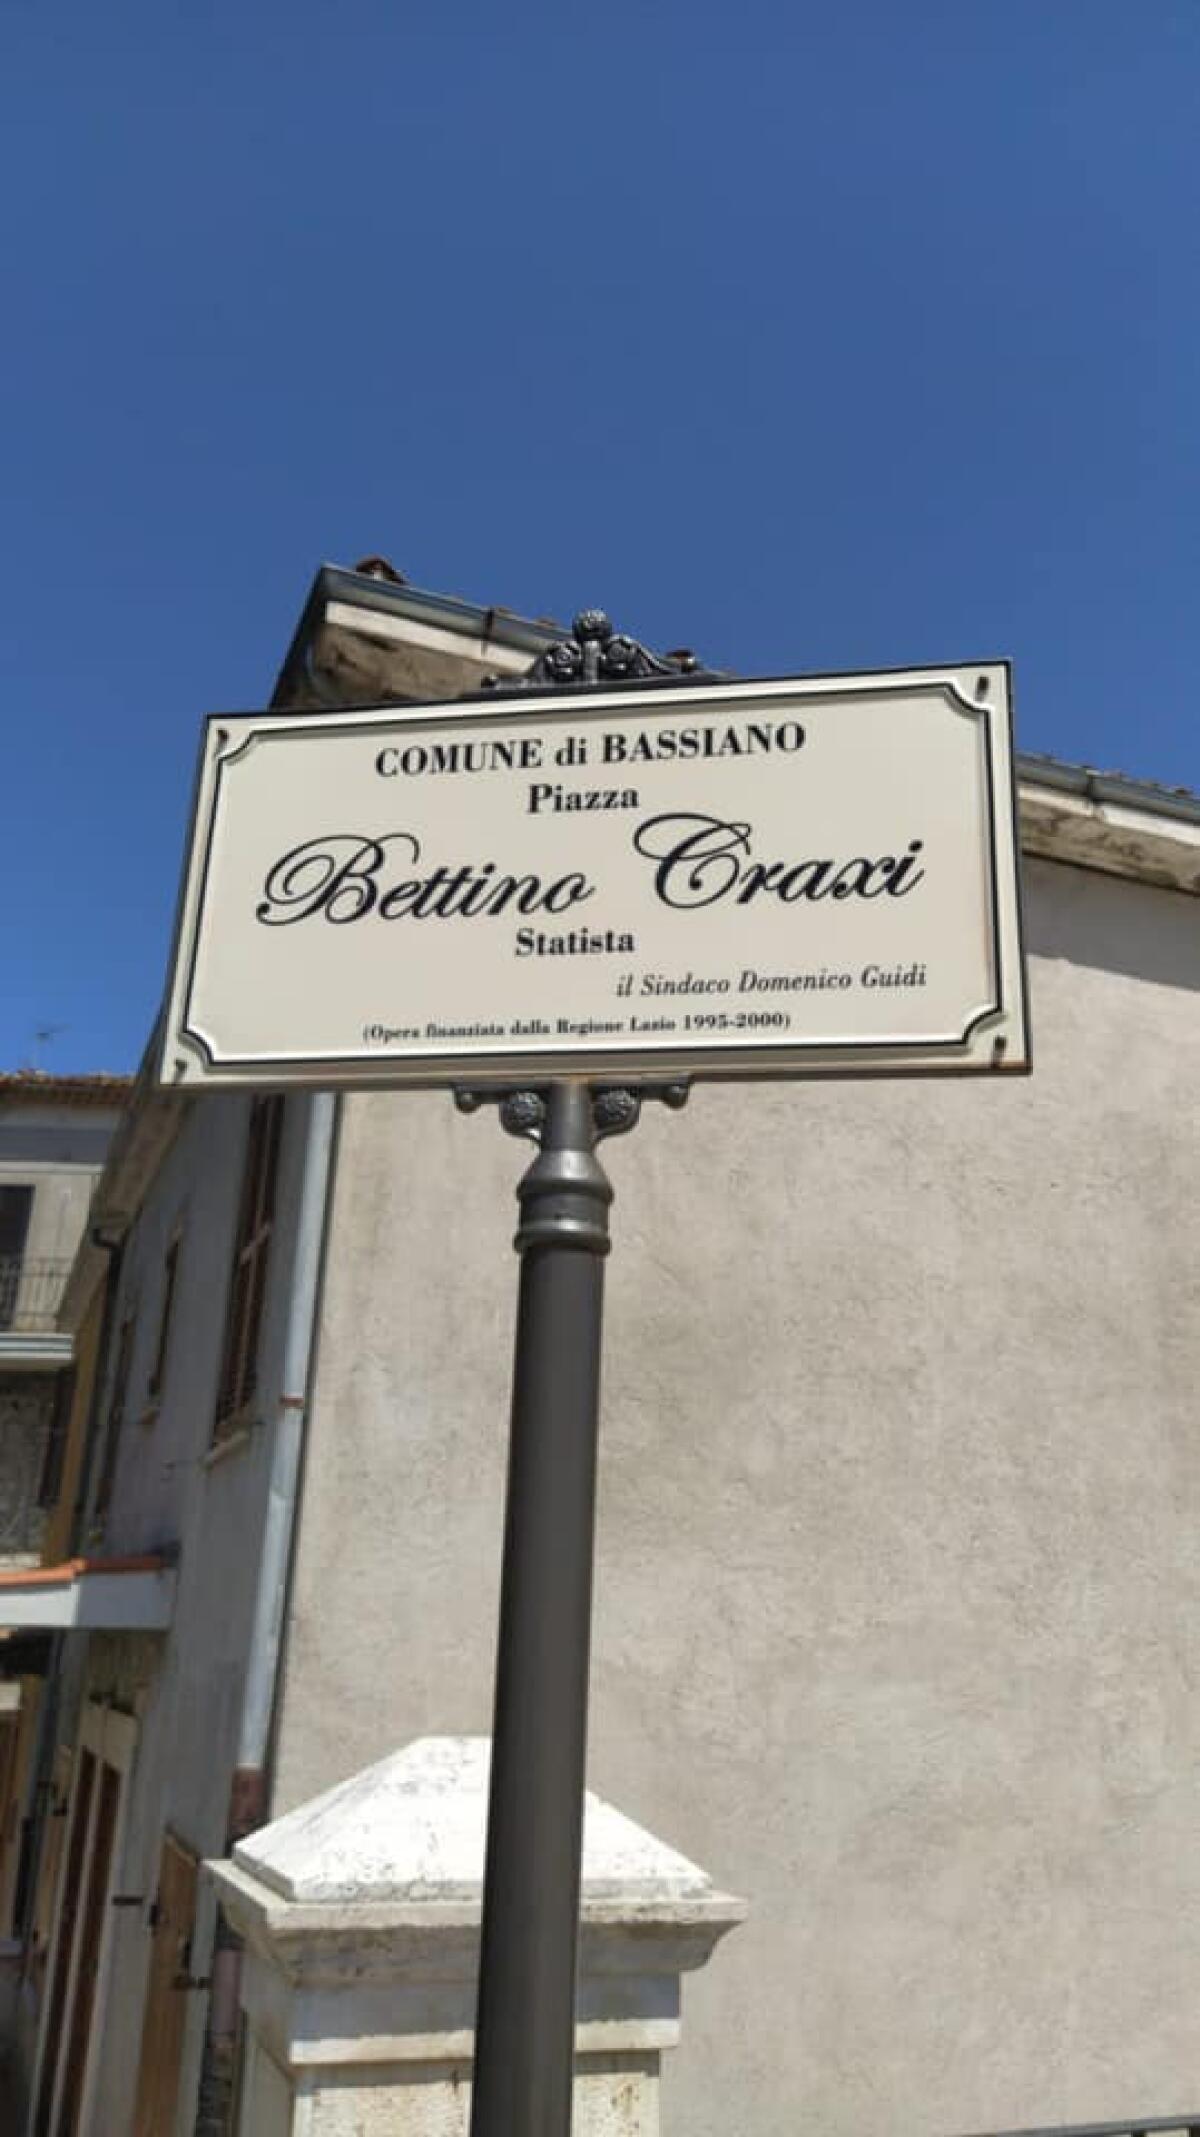 COMUNE di BASSIANO
Piazza
Bettino Craxi
Statista
il Sindaco Domenico Guidi
(Opera finanziata dalla Regione Lazio 1995-2000)